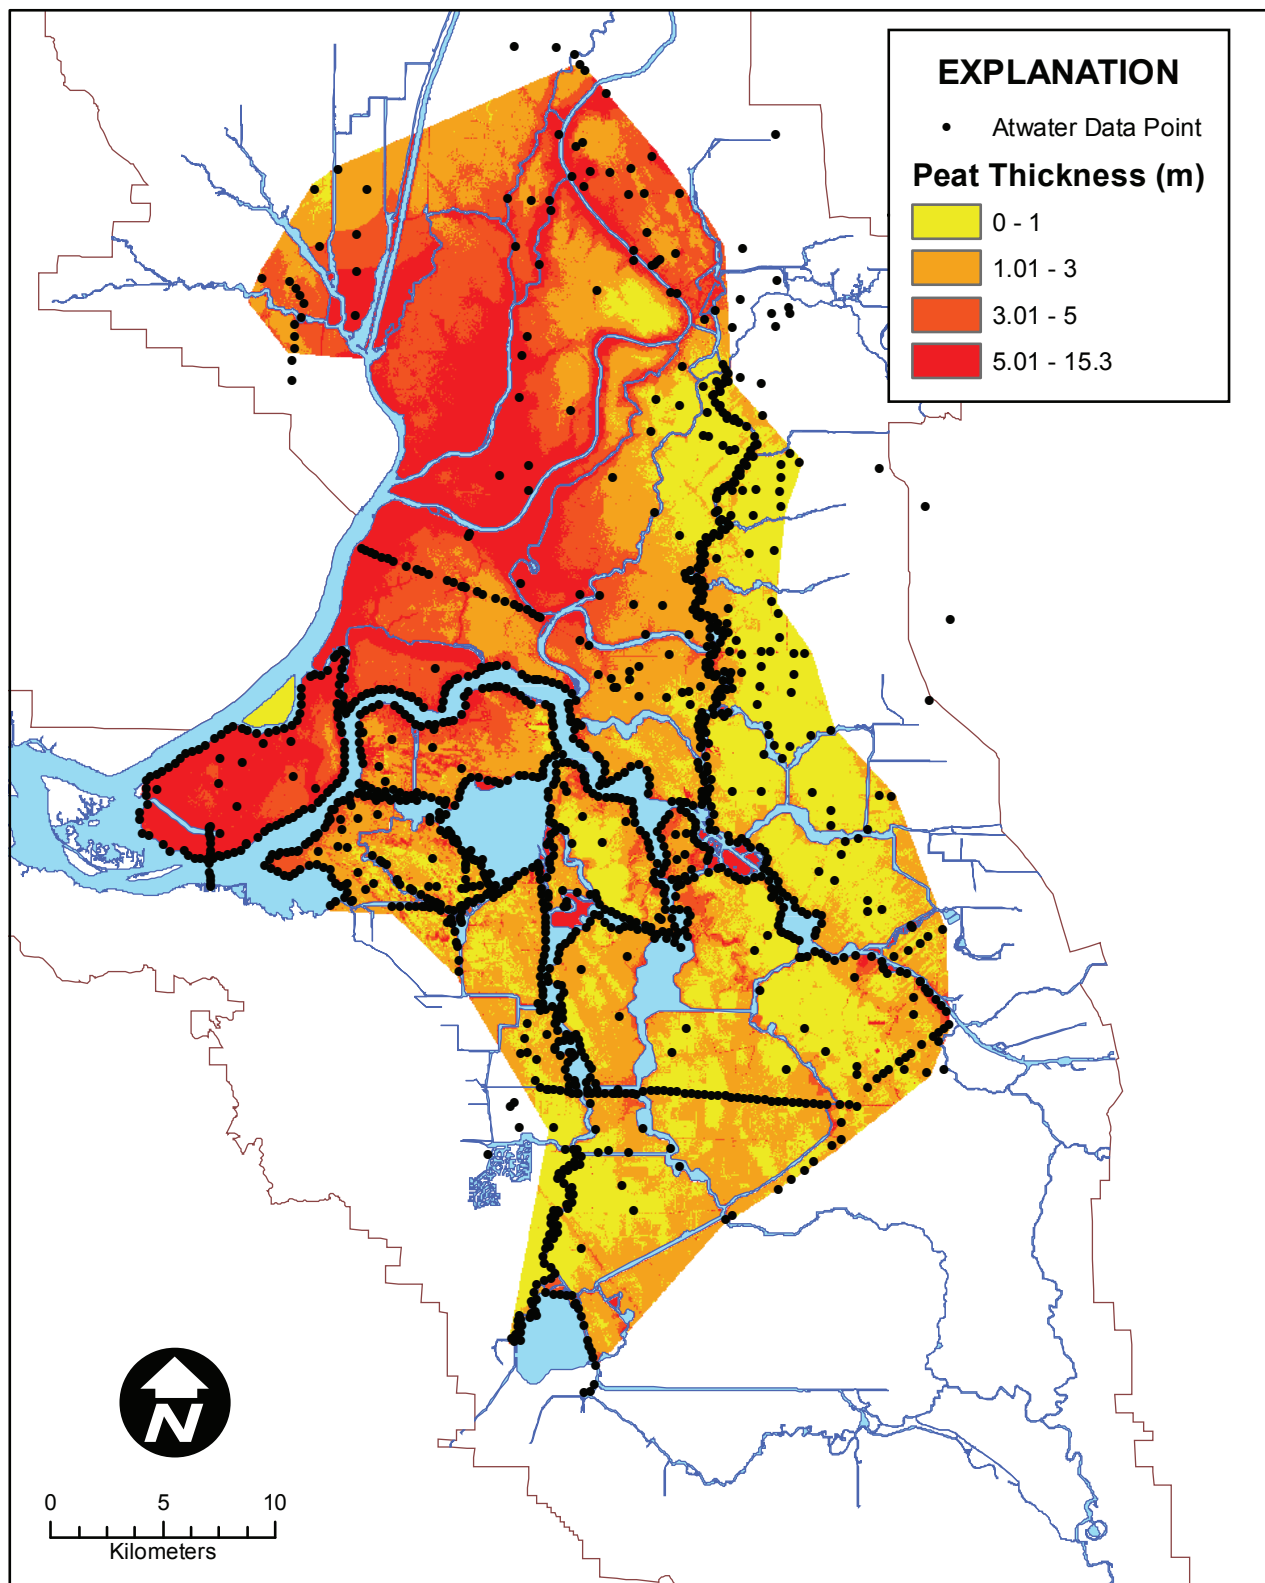 EXPLANATION
Atwater Data Point
Peat Thickness (m)
0 - 1
1.01 - 3
3.01 - 5
5.01 - 15.3
N
0 5 10
Kilometers